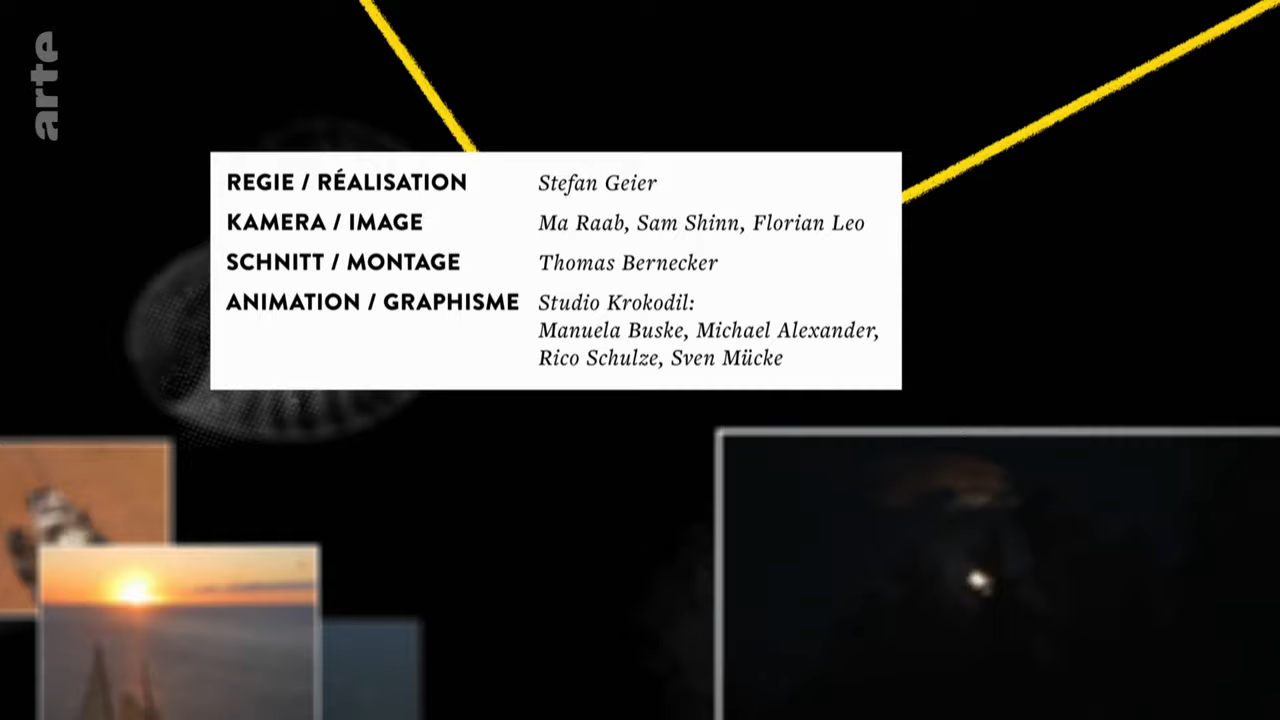 arte
REGIE / RÉALISATION Stefan Geier
KAMERA / IMAGE Ma Raab, Sam Shinn, Florian Leo
SCHNITT / MONTAGE Thomas Bernecker
ANIMATION / GRAPHISME Studio Krokodil:
Manuela Buske, Michael Alexander,
Rico Schulze, Sven Mücke